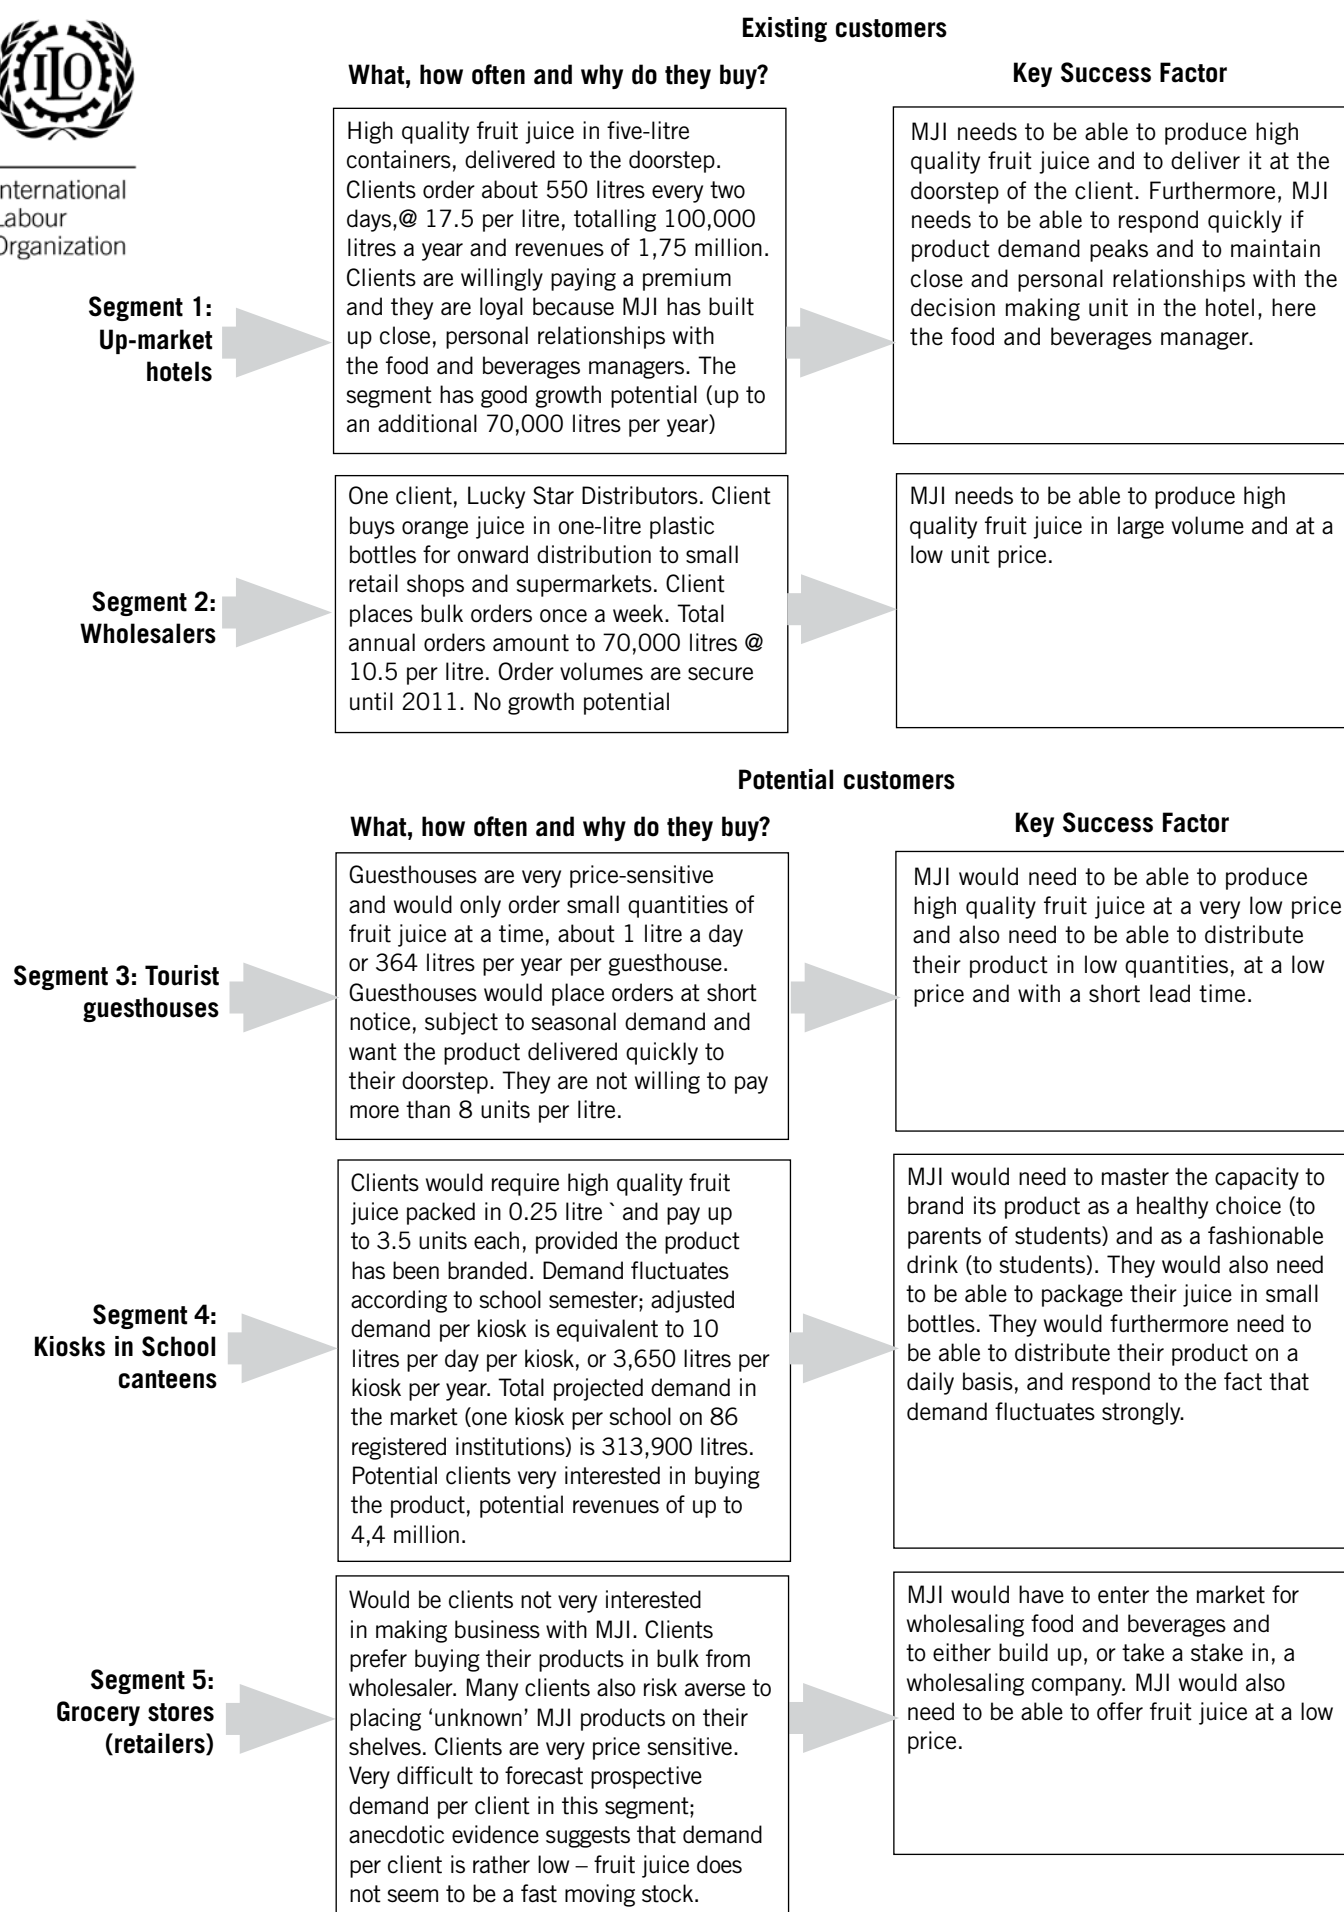 ILO
International
Labour
Organization
Existing customers
What, how often and why do they buy?
Key Success Factor
Segment 1:
Up-market
hotels
High quality fruit juice in five-litre
containers, delivered to the doorstep.
Clients order about 550 litres every two
days,@ 17.5 per litre, totalling 100,000
litres a year and revenues of 1,75 million.
Clients are willingly paying a premium
and they are loyal because MJI has built
up close, personal relationships with
the food and beverages managers. The
segment has good growth potential (up to
an additional 70,000 litres per year)
MJI needs to be able to produce high
quality fruit juice and to deliver it at the
doorstep of the client. Furthermore, MJI
needs to be able to respond quickly if
product demand peaks and to maintain
close and personal relationships with the
decision making unit in the hotel, here
the food and beverages manager.
Segment 2:
Wholesalers
One client, Lucky Star Distributors. Client
buys orange juice in one-litre plastic
bottles for onward distribution to small
retail shops and supermarkets. Client
places bulk orders once a week. Total
annual orders amount to 70,000 litres @
10.5 per litre. Order volumes are secure
until 2011. No growth potential
MJI needs to be able to produce high
quality fruit juice in large volume and at a
low unit price.
Potential customers
What, how often and why do they buy?
Key Success Factor
Segment 3: Tourist
guesthouses
Guesthouses are very price-sensitive
and would only order small quantities of
fruit juice at a time, about 1 litre a day
or 364 litres per year per guesthouse.
Guesthouses would place orders at short
notice, subject to seasonal demand and
want the product delivered quickly to
their doorstep. They are not willing to pay
more than 8 units per litre.
MJI would need to be able to produce
high quality fruit juice at a very low price
and also need to be able to distribute
their product in low quantities, at a low
price and with a short lead time.
Segment 4:
Kiosks in School
canteens
Clients would require high quality fruit
juice packed in 0.25 litre ` and pay up
to 3.5 units each, provided the product
has been branded. Demand fluctuates
according to school semester; adjusted
demand per kiosk is equivalent to 10
litres per day per kiosk, or 3,650 litres per
kiosk per year. Total projected demand in
the market (one kiosk per school on 86
registered institutions) is 313,900 litres.
Potential clients very interested in buying
the product, potential revenues of up to
4,4 million.
MJI would need to master the capacity to
brand its product as a healthy choice (to
parents of students) and as a fashionable
drink (to students). They would also need
to be able to package their juice in small
bottles. They would furthermore need to
be able to distribute their product on a
daily basis, and respond to the fact that
demand fluctuates strongly.
Segment 5:
Grocery stores
(retailers)
Would be clients not very interested
in making business with MJI. Clients
prefer buying their products in bulk from
wholesaler. Many clients also risk averse to
placing ‘unknown’ MJI products on their
shelves. Clients are very price sensitive.
Very difficult to forecast prospective
demand per client in this segment;
anecdotic evidence suggests that demand
per client is rather low – fruit juice does
not seem to be a fast moving stock.
MJI would have to enter the market for
wholesaling food and beverages and
to either build up, or take a stake in, a
wholesaling company. MJI would also
need to be able to offer fruit juice at a low
price.